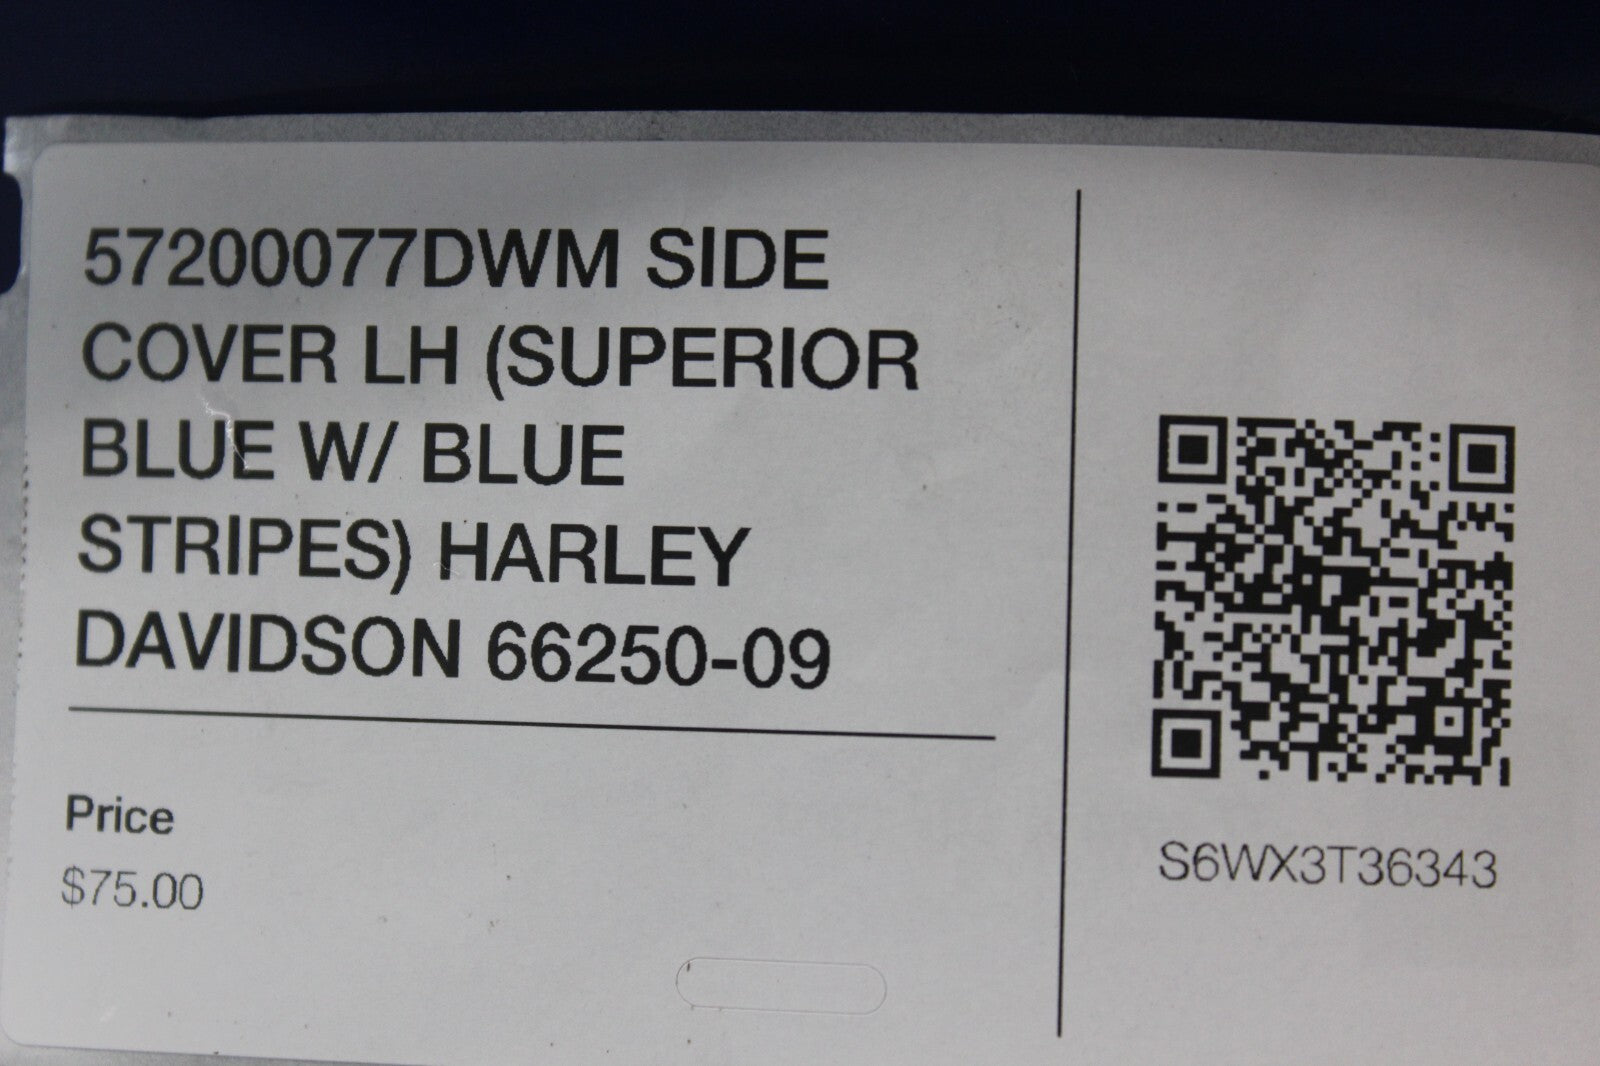 57200077DWM SIDE
COVER LH (SUPERIOR
BLUE W/ BLUE
STRIPES) HARLEY
DAVIDSON 66250-09
Price
$75.00
S6WX3T36343